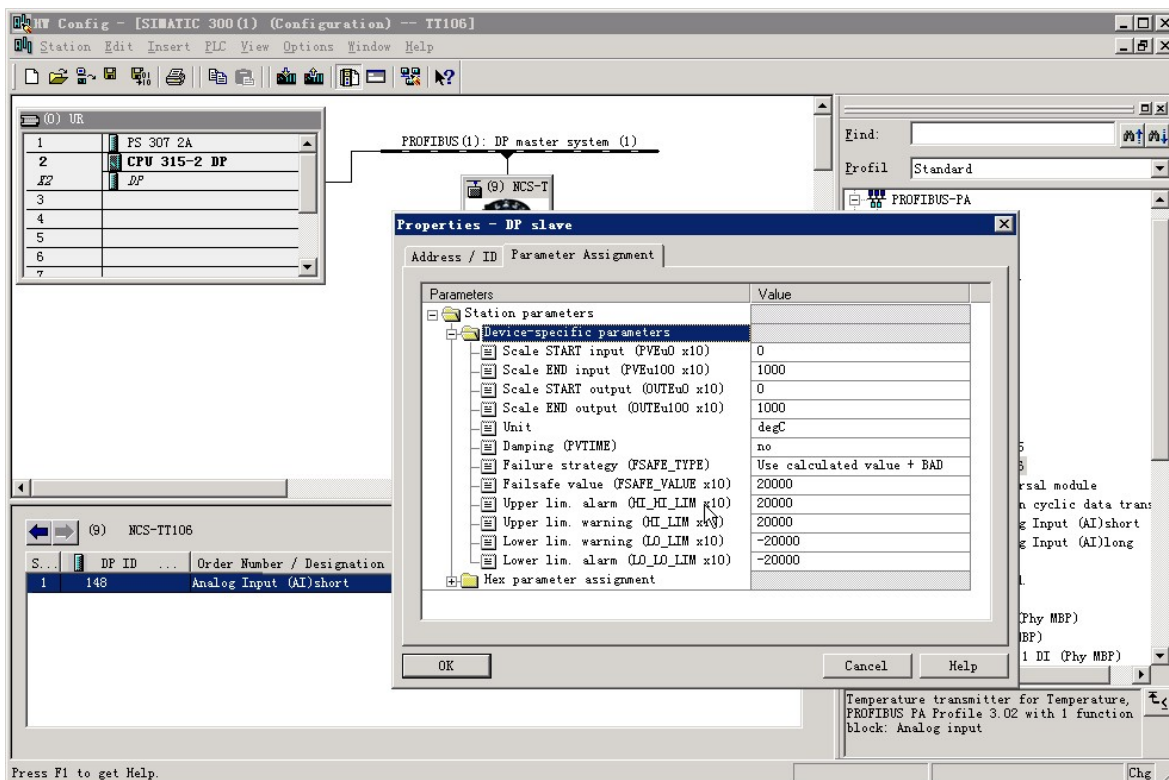 HW Config - [SIMATIC 300(1) (Configuration) -- TT106]
Station Edit Insert PLC View Options Window Help
(0) UR
1 PS 307 2A
2 CPU 315-2 DP
X2 DP
3
4
5
6
7
PROFIBUS(1): DP master system (1)
(9) NCS-T
Find:
Profil Standard
PROFIBUS-PA
Properties - DP slave
Address / ID Parameter Assignment
Parameters Value
Station parameters
Device-specific parameters
Scale START input (PVEu0 x10) 0
Scale END input (PVEu100 x10) 1000
Scale START output (OUTEu0 x10) 0
Scale END output (OUTEu100 x10) 1000
Unit degC
Damping (PVTIME) no
Failure strategy (FSAFE_TYPE) Use calculated value + BAD
Failsafe value (FSAFE_VALUE x10) 20000
Upper lim. alarm (HI_HI_LIM x10) 20000
Upper lim. warning (HI_LIM x10) 20000
Lower lim. warning (LO_LIM x10) -20000
Lower lim. alarm (LO_LO_LIM x10) -20000
Hex parameter assignment
OK Cancel Help
rsal module
n cyclic data trans
g Input (AI)short
g Input (AI)long
(Phy MBP)
BP)
1 DI (Phy MBP)
(9) NCS-TT106
S... DP ID ... Order Number / Designation
1 148 Analog Input (AI)short
Temperature transmitter for Temperature,
PROFIBUS PA Profile 3.02 with 1 function
block: Analog input
Press F1 to get Help.
Chg